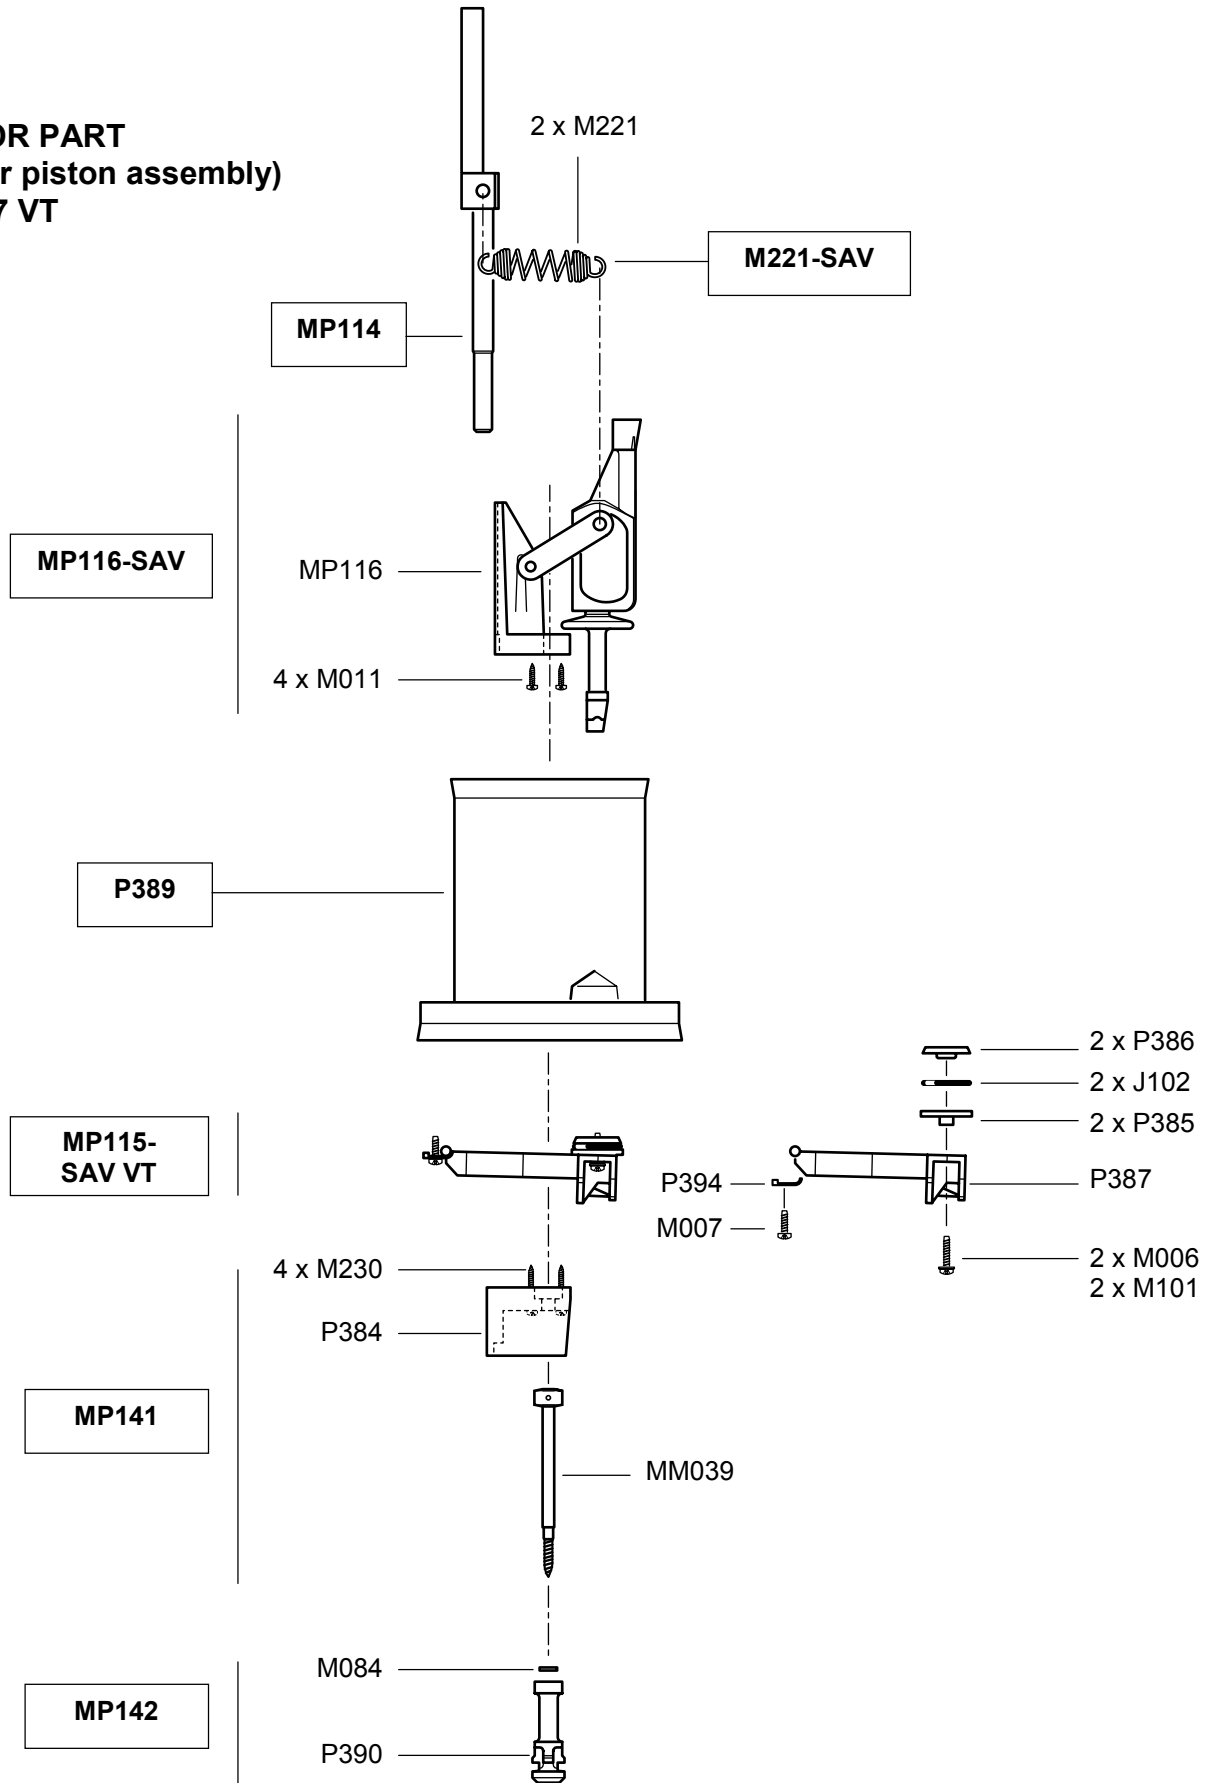 OR PART
r piston assembly)
7 VT
2 x M221
M221-SAV
MP114
MP116-SAV
MP116
4 x M011
P389
2 x P386
2 x J102
2 x P385
MP115-
SAV VT
P394
P387
M007
2 x M006
2 x M101
4 x M230
P384
MP141
MM039
M084
MP142
P390